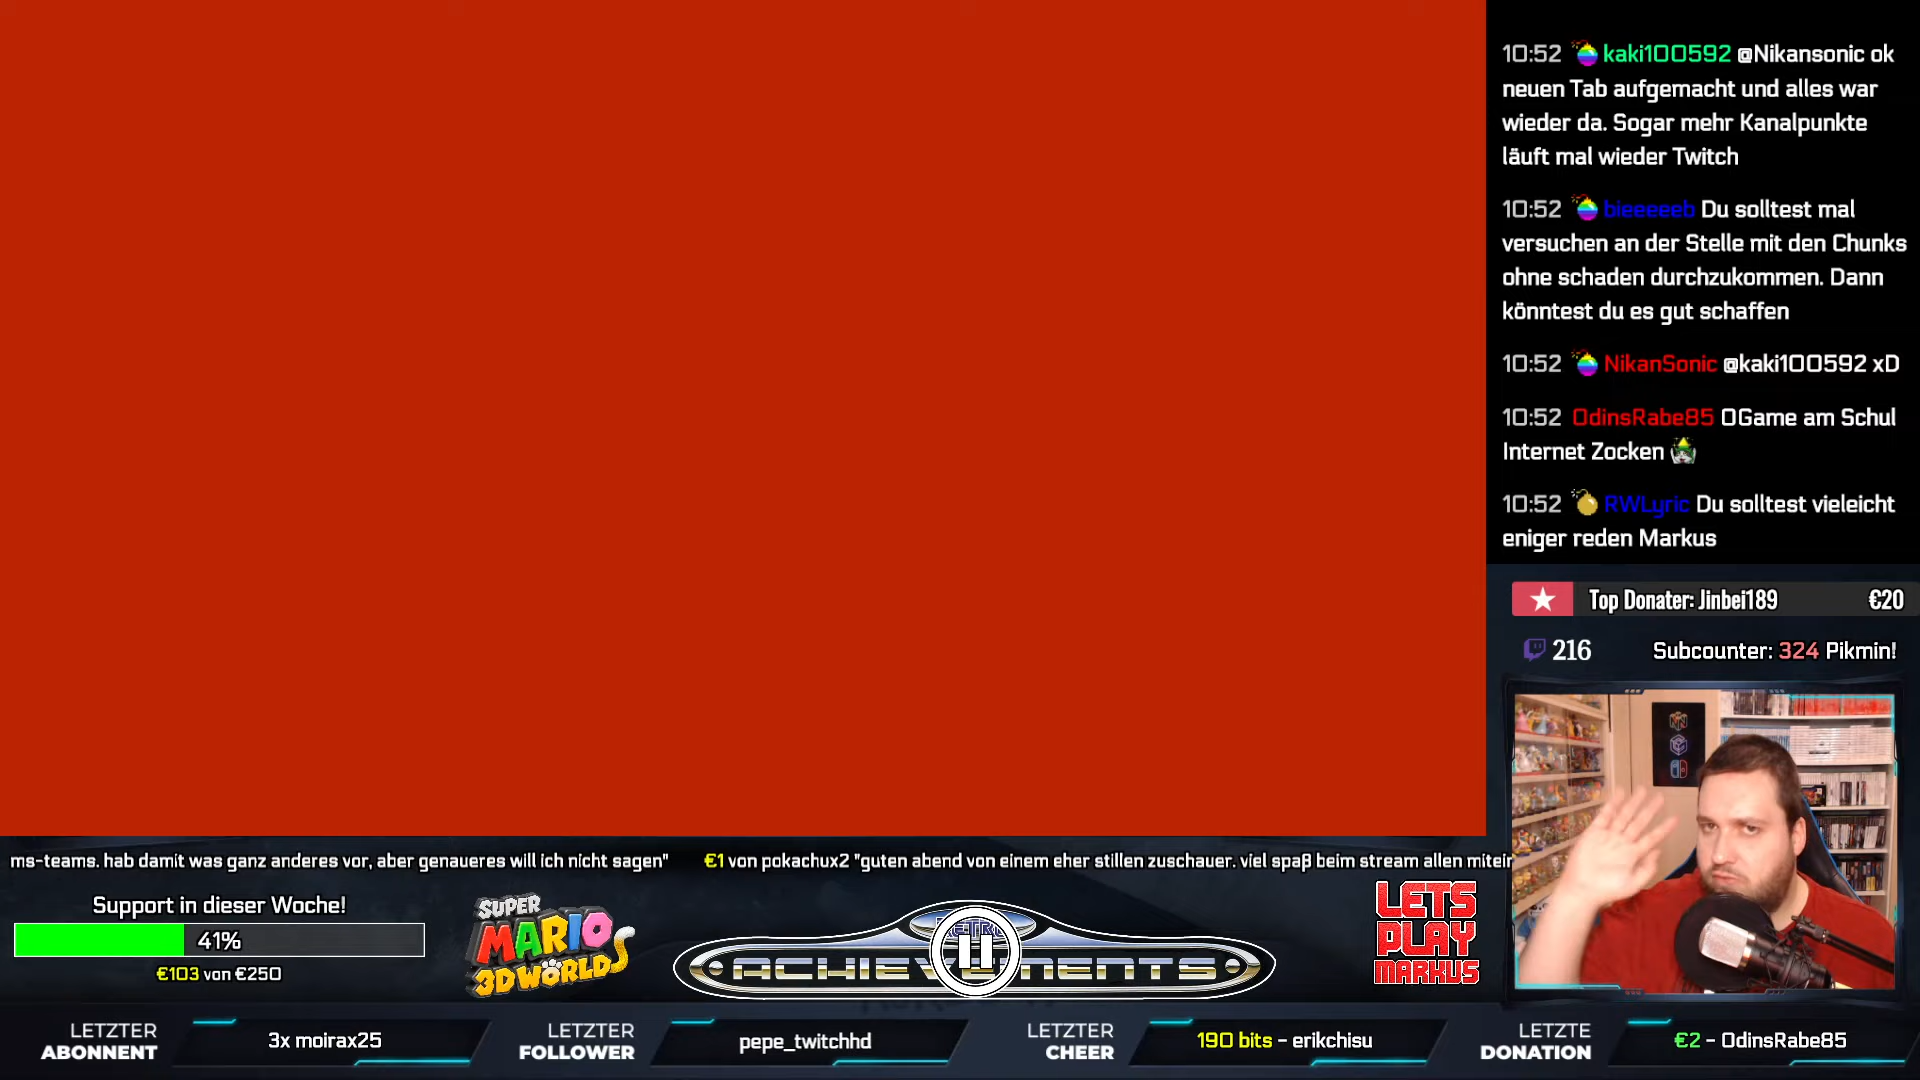 10:52 kaki100592 @Nikansonic ok
neuen Tab aufgemacht und alles war
wieder da. Sogar mehr Kanalpunkte
läuft mal wieder Twitch
10:52 bieeeeeb Du solltest mal
versuchen an der Stelle mit den Chunks
ohne schaden durchzukommen. Dann
könntest du es gut schaffen
10:52 NikanSonic @kaki100592 xD
10:52 OdinsRabe85 OGame am Schul
Internet Zocken
10:52 RWLyric Du solltest vieleicht
eniger reden Markus
Top Donater: Jinbei189 €20
216 Subcounter: 324 Pikmin!
ms-teams. hab damit was ganz anderes vor, aber genaueres will ich nicht sagen" €1 von pokachux2 "guten abend von einem eher stillen zuschauer. viel spaß beim stream allen mitein
Support in dieser Woche!
41%
€103 von €250
SUPER
MARIO
3D WORLD
RETRO
ACHIEVEMENTS
LETS
PLAY
MARKUS
LETZTER
ABONNENT
3x moirax25
LETZTER
FOLLOWER
pepe_twitchhd
LETZTER
CHEER
190 bits - erikchisu
LETZTE
DONATION
€2 - OdinsRabe85